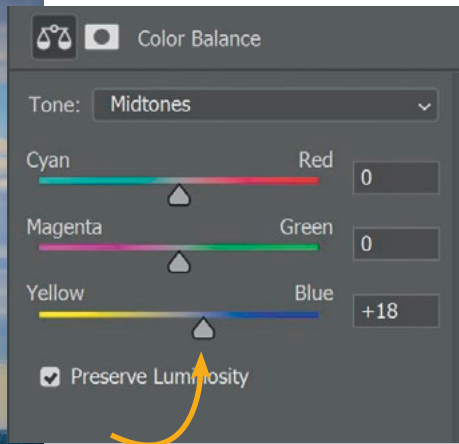 Color Balance
Tone: Midtones
Cyan Red 0
Magenta Green 0
Yellow Blue +18
Preserve Luminosity